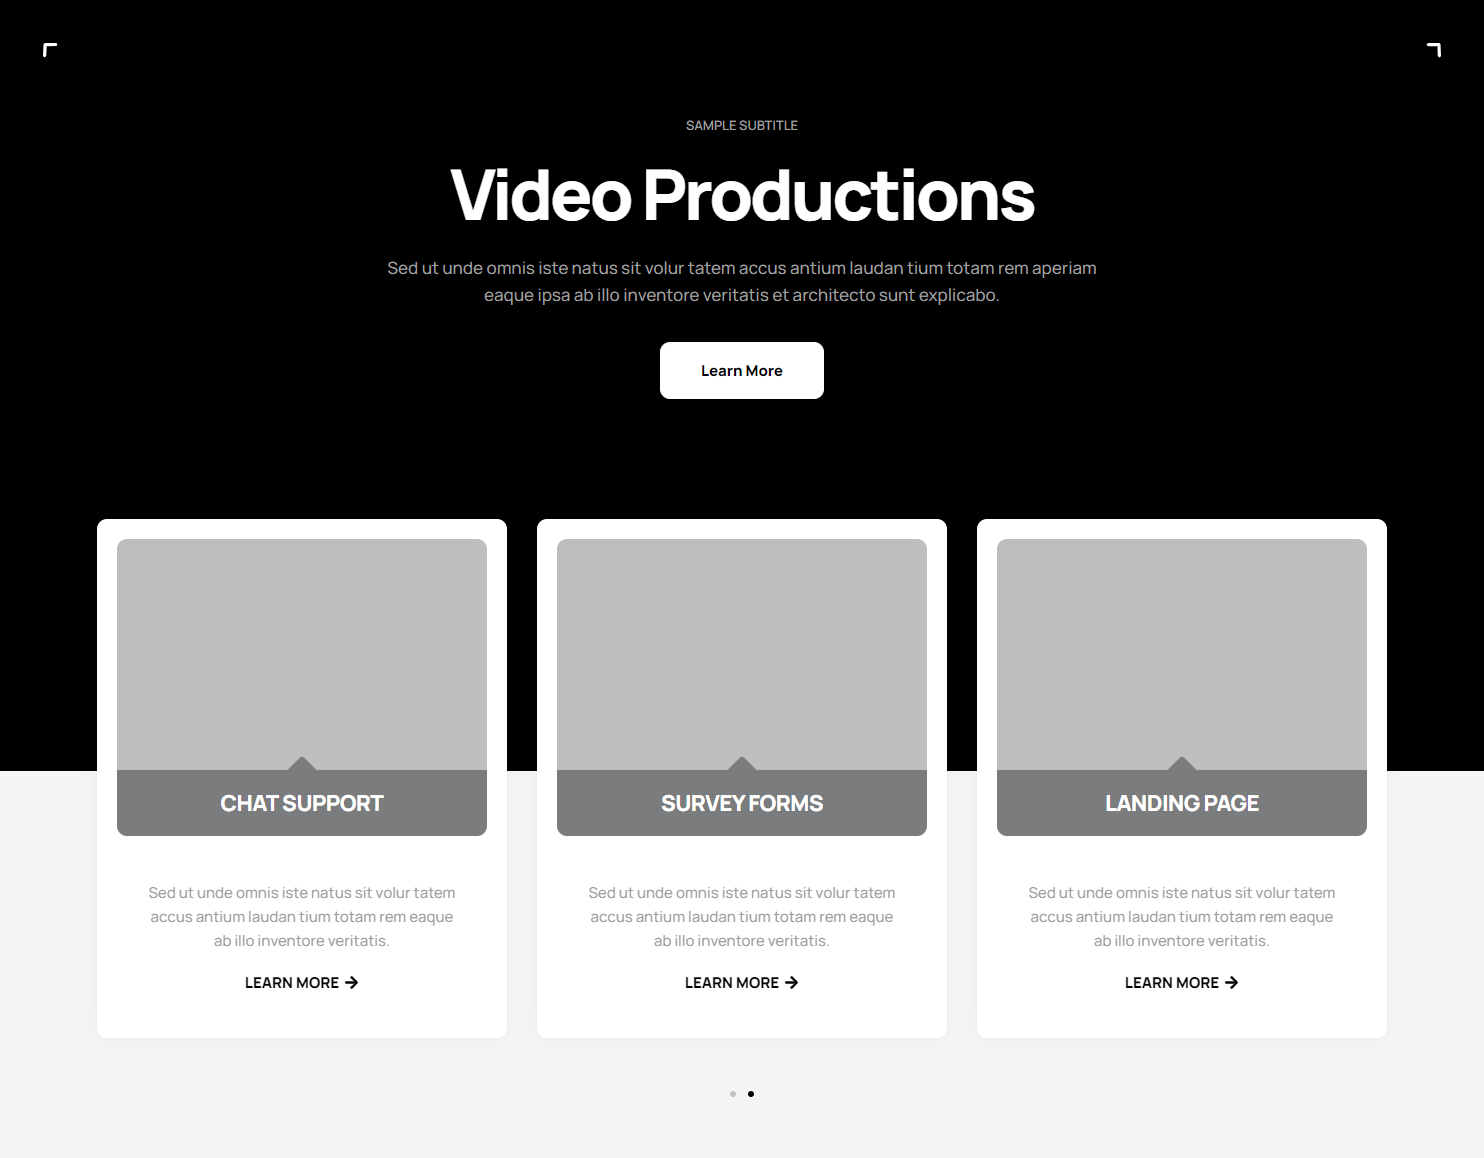 SAMPLE SUBTITLE
Video Productions
Sed ut unde omnis iste natus sit volur tatem accus antium laudan tium totam rem aperiam
eaque ipsa ab illo inventore veritatis et architecto sunt explicabo.
Learn More
CHAT SUPPORT
Sed ut unde omnis iste natus sit volur tatem
accus antium laudan tium totam rem eaque
ab illo inventore veritatis.
LEARN MORE
SURVEY FORMS
Sed ut unde omnis iste natus sit volur tatem
accus antium laudan tium totam rem eaque
ab illo inventore veritatis.
LEARN MORE
LANDING PAGE
Sed ut unde omnis iste natus sit volur tatem
accus antium laudan tium totam rem eaque
ab illo inventore veritatis.
LEARN MORE